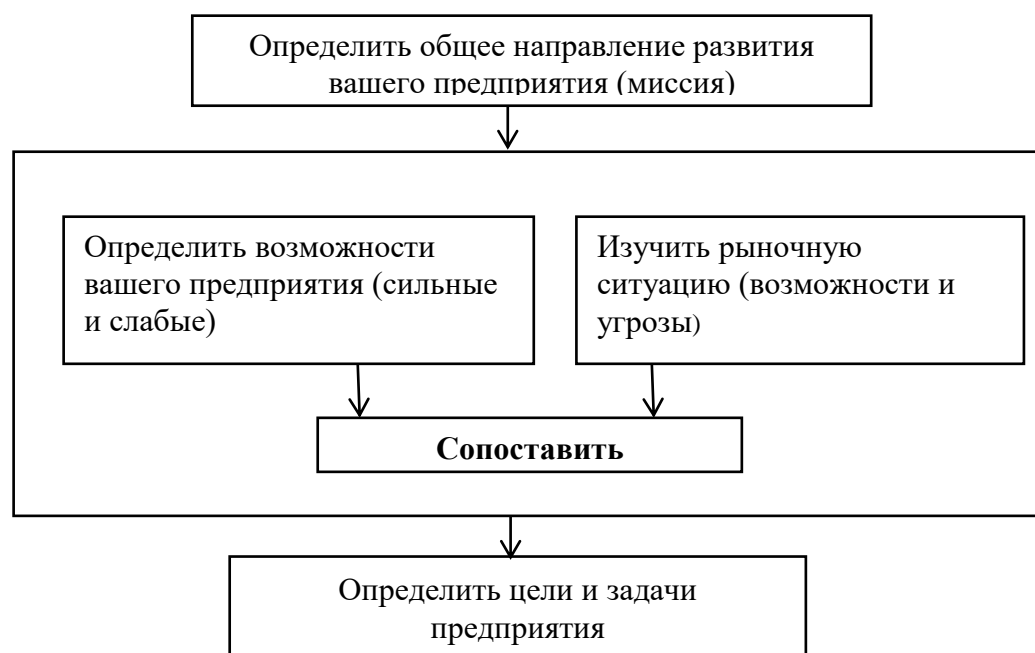 Определить общее направление развития
вашего предприятия (миссия)
Определить возможности
вашего предприятия (сильные
и слабые)
Изучить рыночную
ситуацию (возможности и
угрозы)
Сопоставить
Определить цели и задачи
предприятия